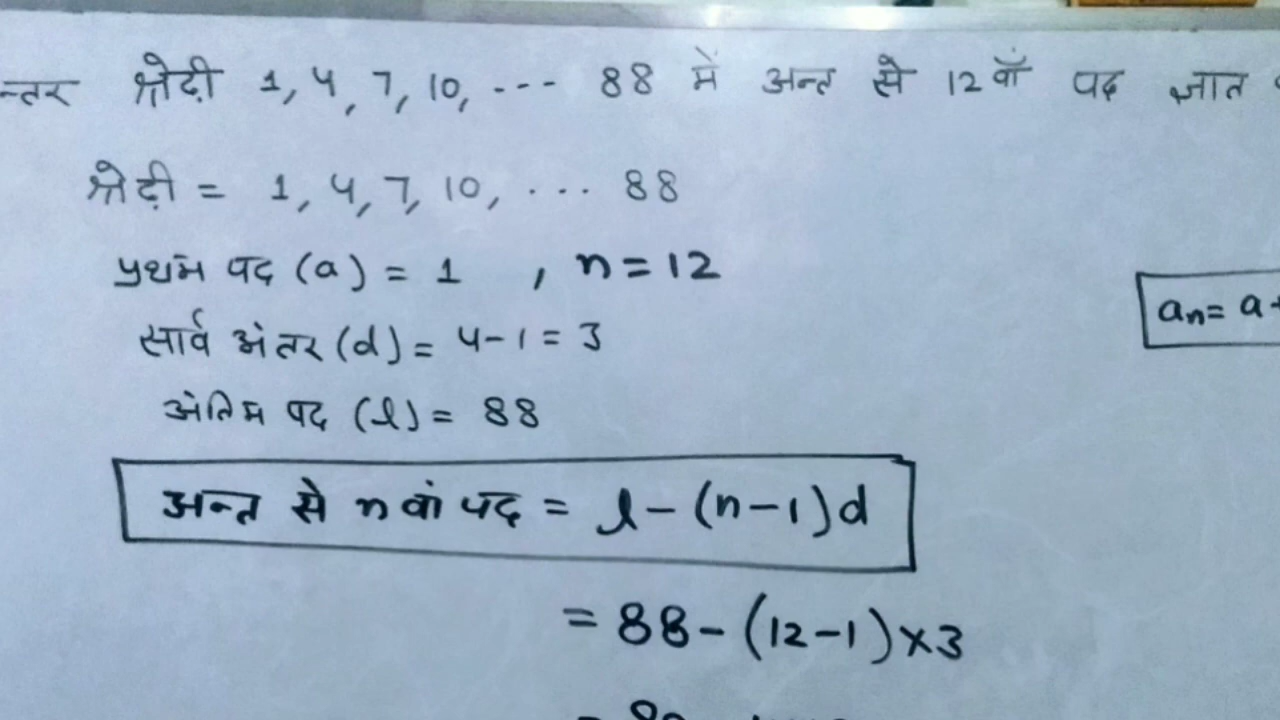 न्तर श्रेढ़ी 1, 4, 7, 10, --- 88 में अन्त से 12वाँ पद ज्ञात
श्रेढ़ी = 1, 4, 7, 10, ... 88
प्रथम पद (a) = 1 , n = 12
सार्व अंतर (d) = 4-1 = 3
an = a+
अंतिम पद (l) = 88
अन्त से n वां पद = l - (n-1)d
= 88 - (12-1)×3